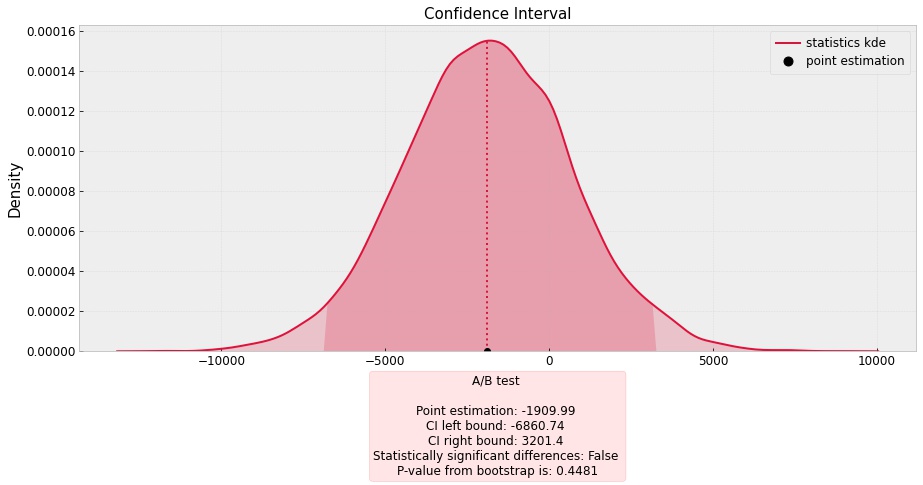 Confidence Interval
statistics kde
point estimation
Density
0.00016
0.00014
0.00012
0.00010
0.00008
0.00006
0.00004
0.00002
0.00000
−10000 −5000 0 5000 10000
A/B test
Point estimation: -1909.99
CI left bound: -6860.74
CI right bound: 3201.4
Statistically significant differences: False
P-value from bootstrap is: 0.4481